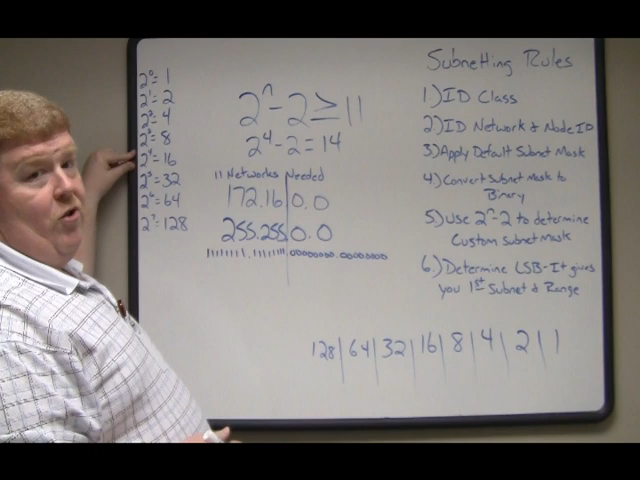 2⁰= 1
2¹= 2
2²= 4
2³= 8
2⁴= 16
2⁵= 32
2⁶= 64
2⁷= 128
2ⁿ-2≥11
2⁴-2=14
11 Networks Needed
172.16|0.0
255.255|0.0
11111111.11111111|00000000.00000000
Subnetting Rules
1.) ID Class
2.) ID Network & Node ID
3) Apply Default Subnet Mask
4) Convert Subnet Mask to
Binary
5) Use 2ⁿ-2 to determine
Custom subnet mask
6.) Determine LSB-It gives
you 1st Subnet & Range
128|64|32|16|8|4|2|1